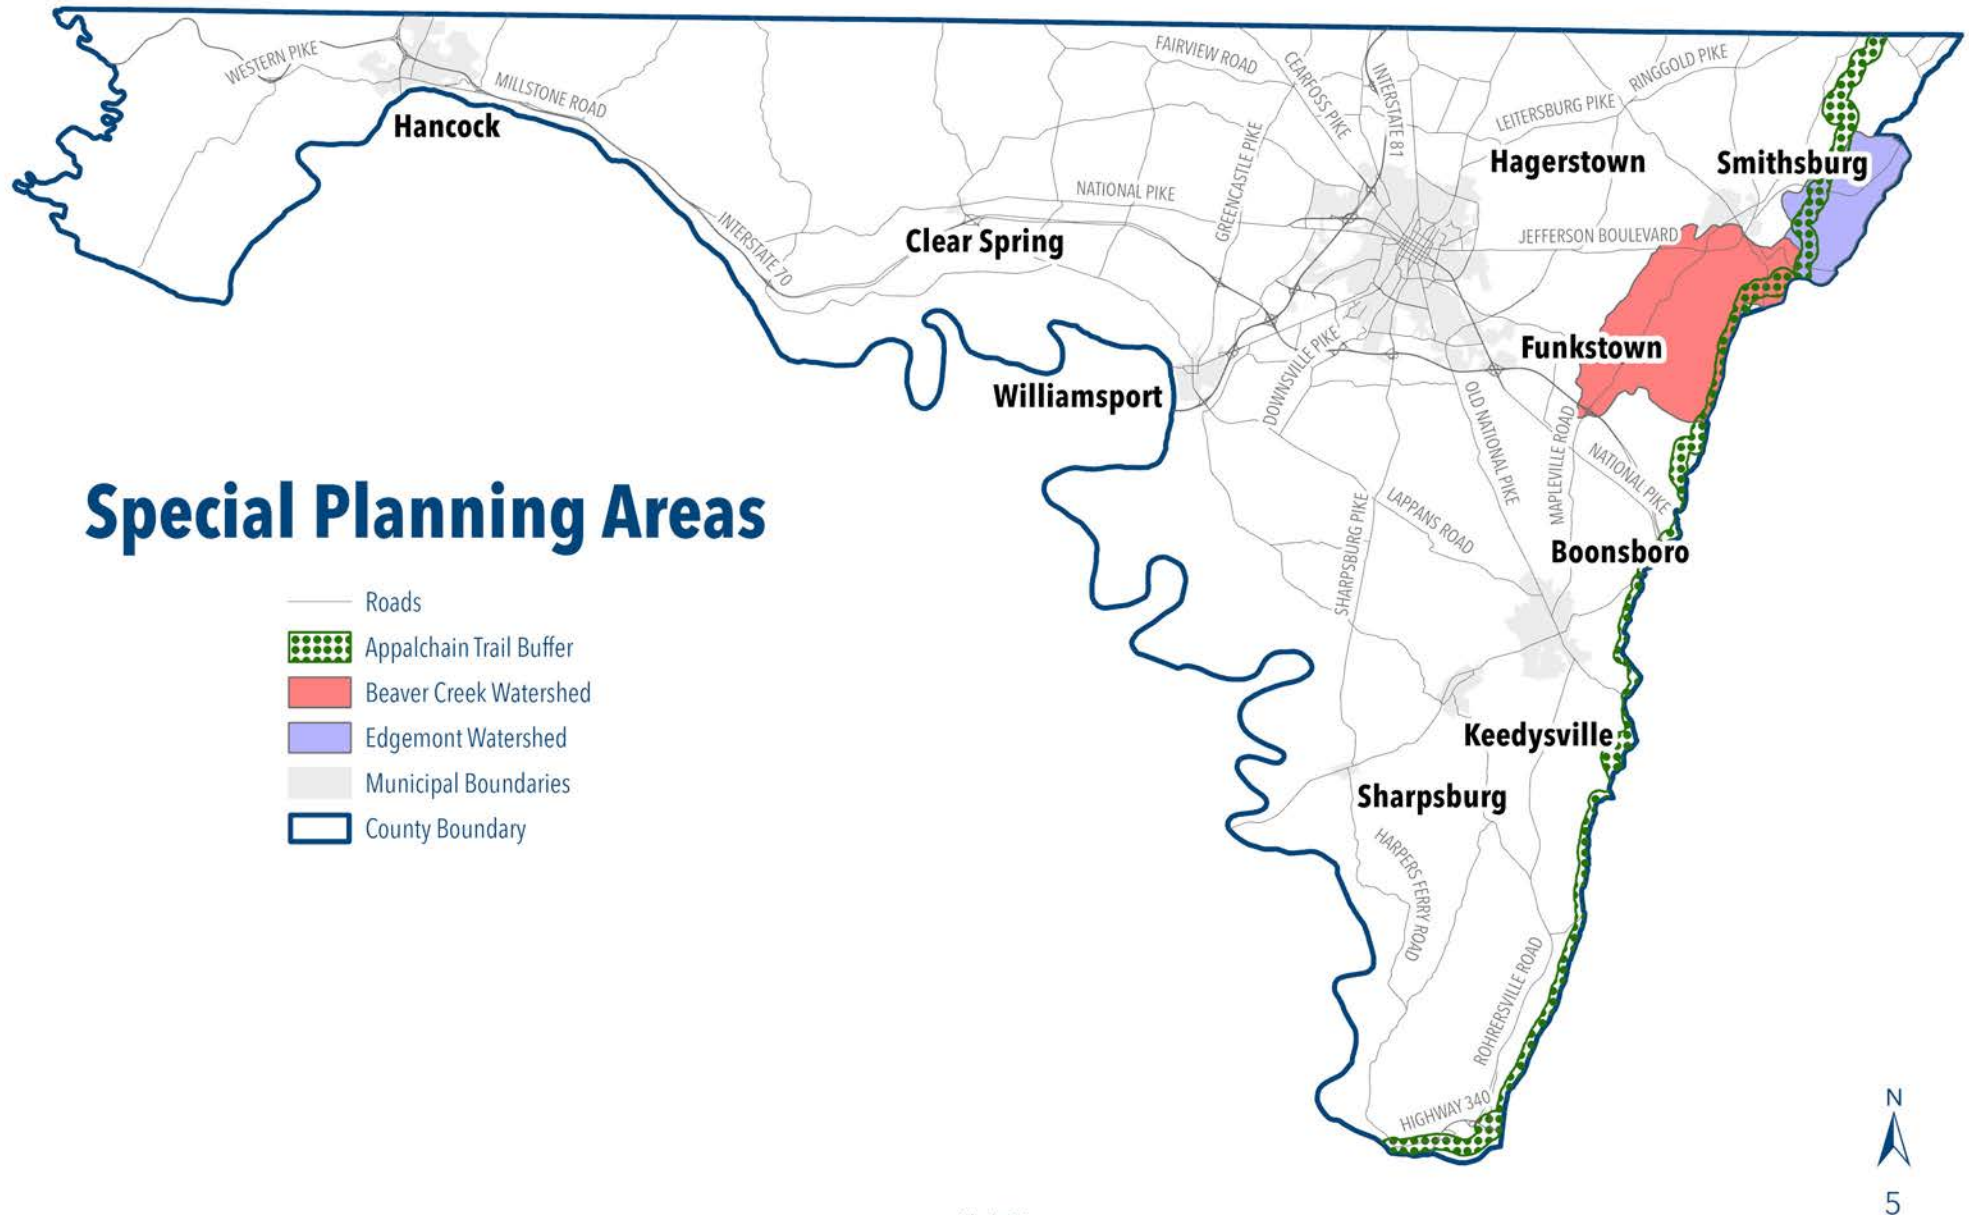 WESTERN PIKE
MILLSTONE ROAD
Hancock
FAIRVIEW ROAD
CEARFOSS PIKE
INTERSTATE 81
RINGGOLD PIKE
LEITERSBURG PIKE
GREENCASTLE PIKE
Hagerstown
Smithsburg
NATIONAL PIKE
INTERSTATE 70
Clear Spring
JEFFERSON BOULEVARD
Funkstown
DOWNSVILLE PIKE
Williamsport
OLD NATIONAL PIKE
MAPLEVILLE ROAD
NATIONAL PIKE
SHARPSBURG PIKE
LAPPANS ROAD
Boonsboro
Special Planning Areas
Roads
Appalchain Trail Buffer
Beaver Creek Watershed
Edgemont Watershed
Municipal Boundaries
County Boundary
Keedysville
Sharpsburg
HARPERS FERRY ROAD
ROHRERSVILLE ROAD
HIGHWAY 340
N
5